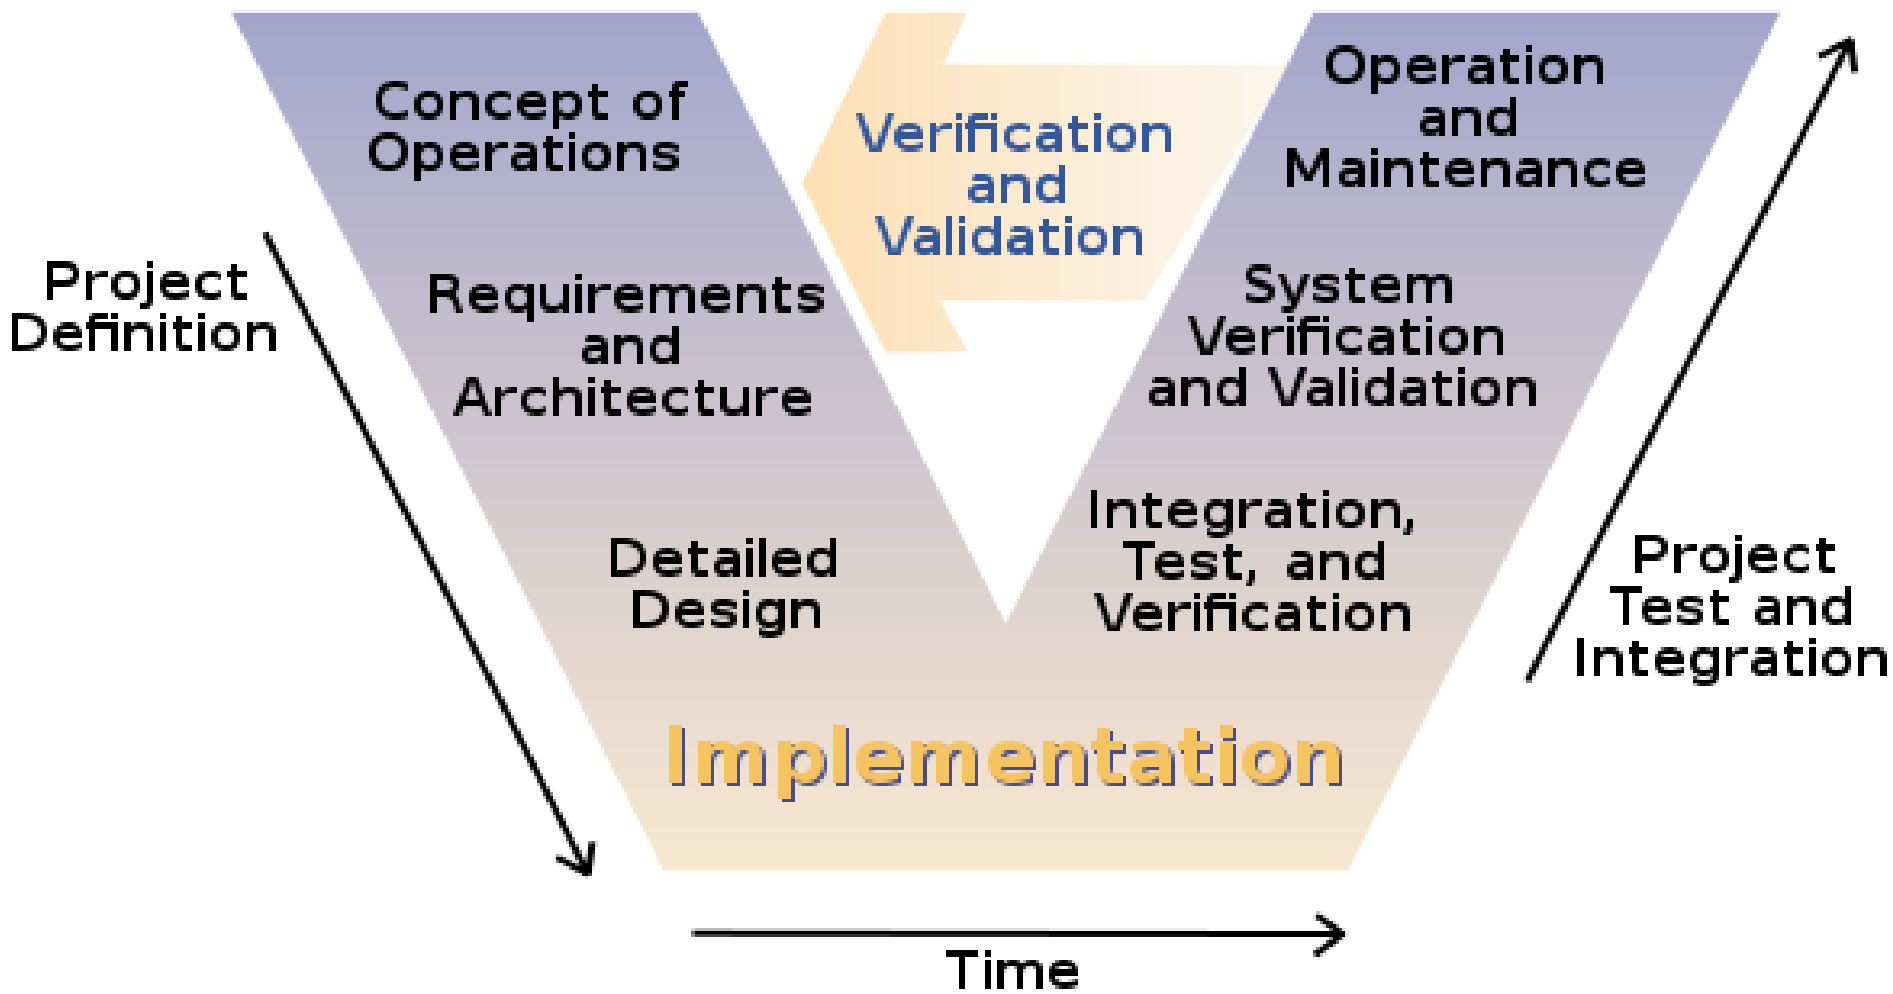 Concept of
Operations
Verification
and
Validation
Operation
and
Maintenance
Project
Definition
Requirements
and
Architecture
System
Verification
and Validation
Detailed
Design
Integration,
Test, and
Verification
Project
Test and
Integration
Implementation
Time